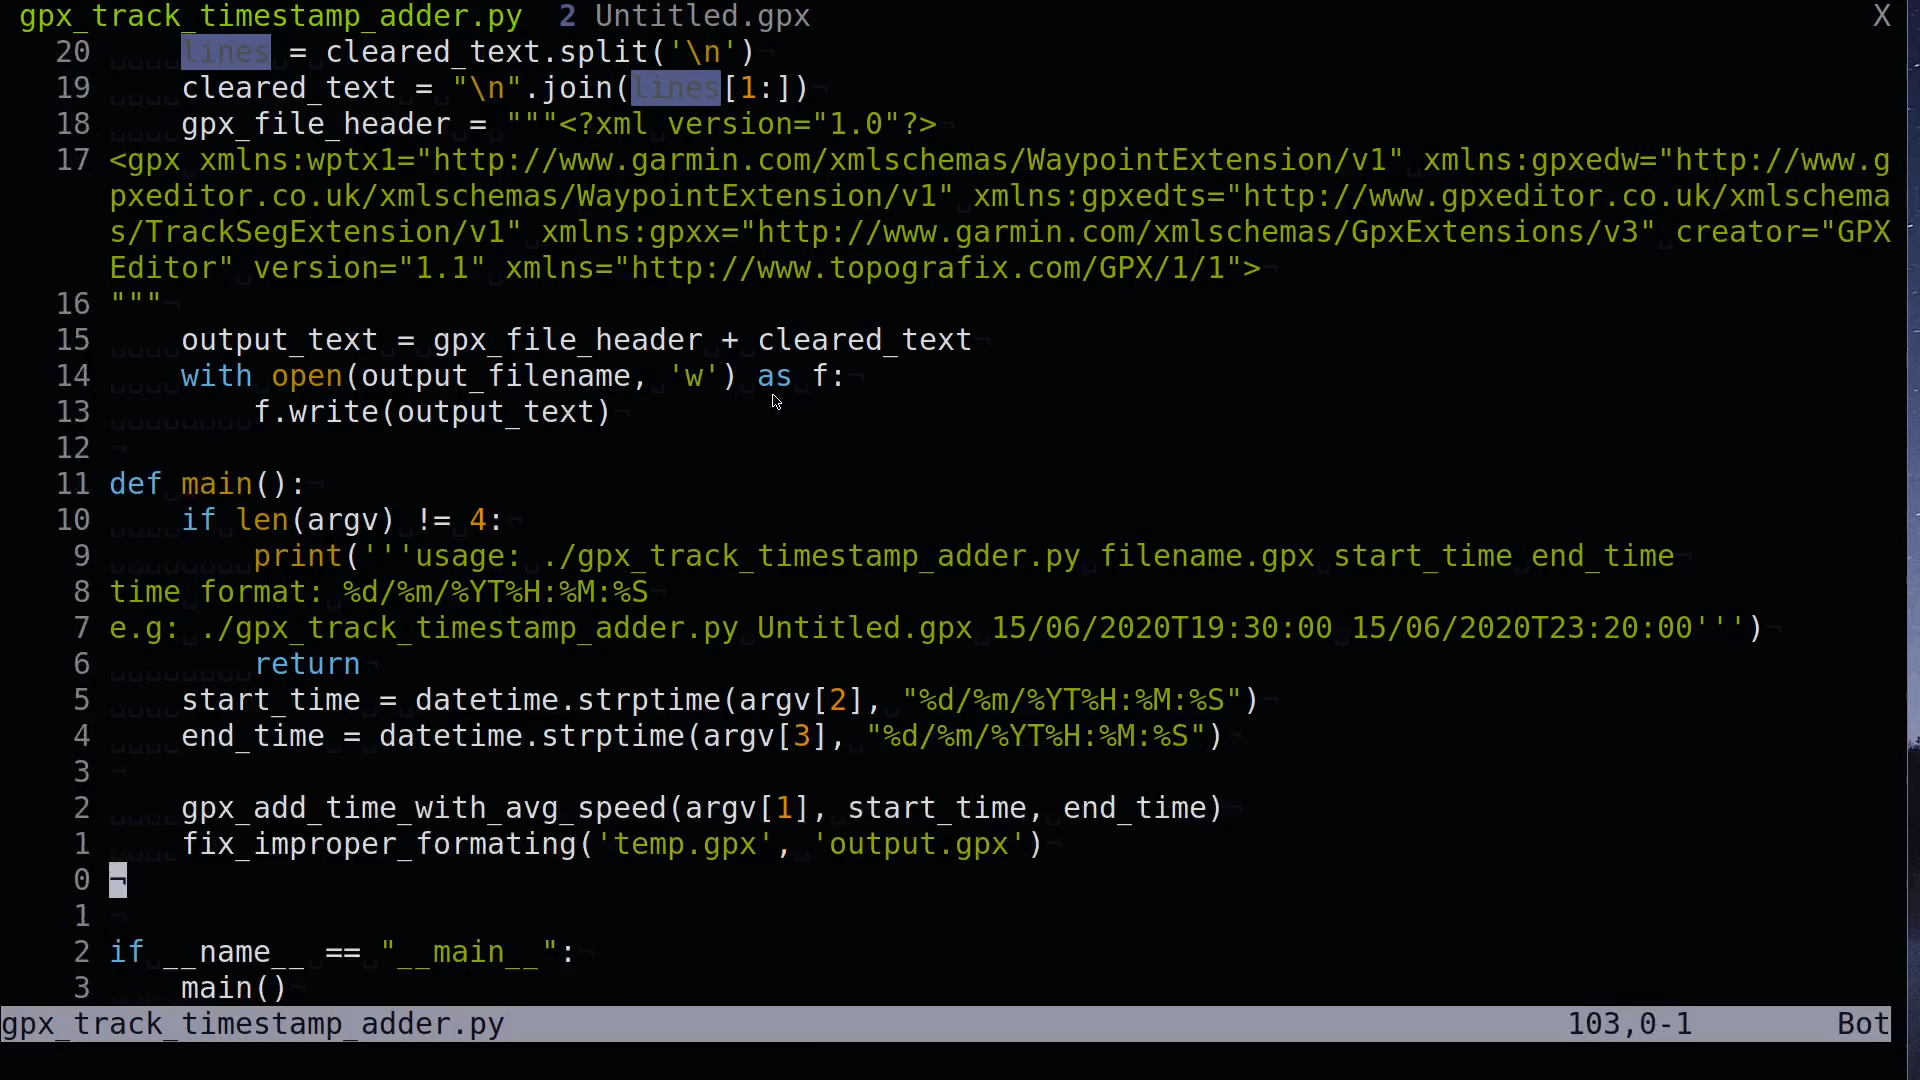 gpx_track_timestamp_adder.py  2 Untitled.gpx X
20     lines = cleared_text.split('\n')¬
19     cleared_text = "\n".join(lines[1:])¬
18     gpx_file_header = """<?xml version="1.0"?>¬
17 <gpx xmlns:wptx1="http://www.garmin.com/xmlschemas/WaypointExtension/v1" xmlns:gpxedw="http://www.g
pxeditor.co.uk/xmlschemas/WaypointExtension/v1" xmlns:gpxedts="http://www.gpxeditor.co.uk/xmlschema
s/TrackSegExtension/v1" xmlns:gpxx="http://www.garmin.com/xmlschemas/GpxExtensions/v3" creator="GPX
Editor" version="1.1" xmlns="http://www.topografix.com/GPX/1/1">¬
16 """¬
15     output_text = gpx_file_header + cleared_text¬
14     with open(output_filename, 'w') as f:¬
13         f.write(output_text)¬
12 ¬
11 def main():¬
10     if len(argv) != 4:¬
9         print('''usage: ./gpx_track_timestamp_adder.py filename.gpx start_time end_time¬
8 time format: %d/%m/%YT%H:%M:%S¬
7 e.g: ./gpx_track_timestamp_adder.py Untitled.gpx 15/06/2020T19:30:00 15/06/2020T23:20:00''')¬
6         return¬
5     start_time = datetime.strptime(argv[2], "%d/%m/%YT%H:%M:%S")¬
4     end_time = datetime.strptime(argv[3], "%d/%m/%YT%H:%M:%S")¬
3 ¬
2     gpx_add_time_with_avg_speed(argv[1], start_time, end_time)¬
1     fix_improper_formating('temp.gpx', 'output.gpx')¬
0 ¬
1 ¬
2 if __name__ == "__main__":¬
3     main()¬
gpx_track_timestamp_adder.py 103,0-1 Bot